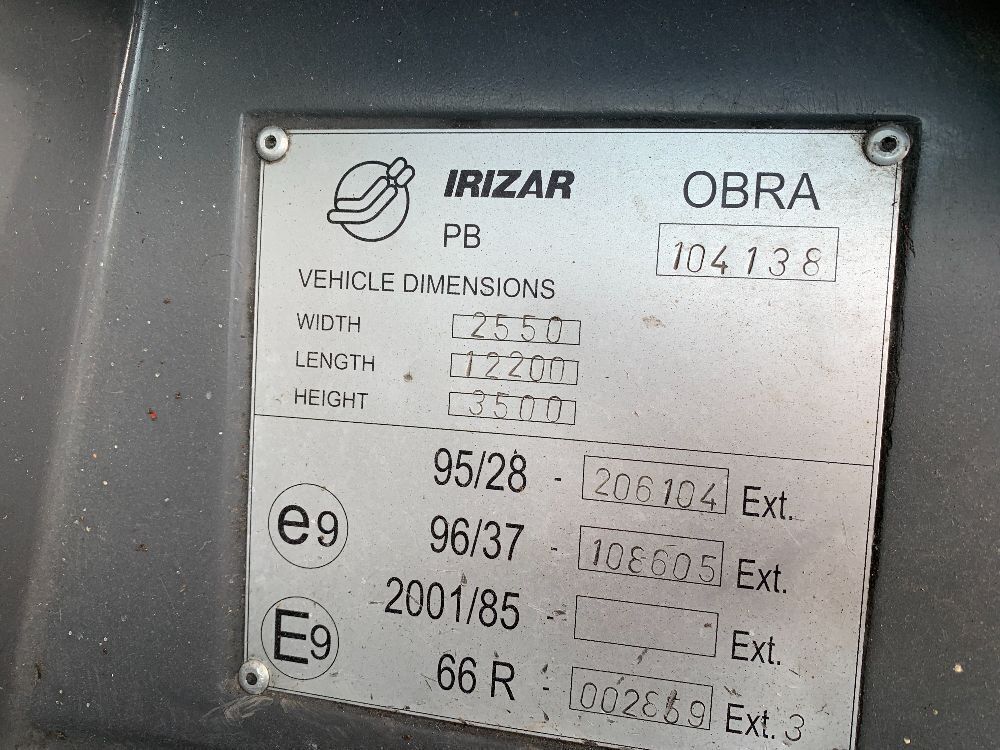 IRIZAR
PB
OBRA
104138
VEHICLE DIMENSIONS
WIDTH 2550
LENGTH 12200
HEIGHT 3500
e9
95/28 - 206104 Ext.
96/37 - 108605 Ext.
E9
2001/85 - Ext.
66 R - 002869 Ext. 3